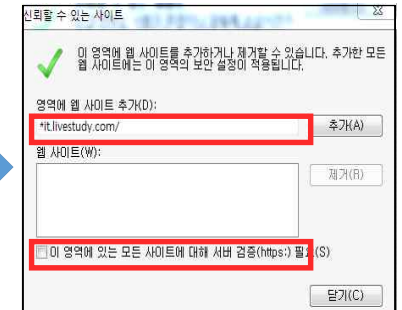 신뢰할 수 있는 사이트
이 영역에 웹 사이트를 추가하거나 제거할 수 있습니다. 추가한 모든
웹 사이트에는 이 영역의 보안 설정이 적용됩니다.
영역에 웹 사이트 추가(D):
*it.livestudy.com/
추가(A)
웹 사이트(W):
제거(R)
이 영역에 있는 모든 사이트에 대해 서버 검증(https:) 필요(S)
닫기(C)